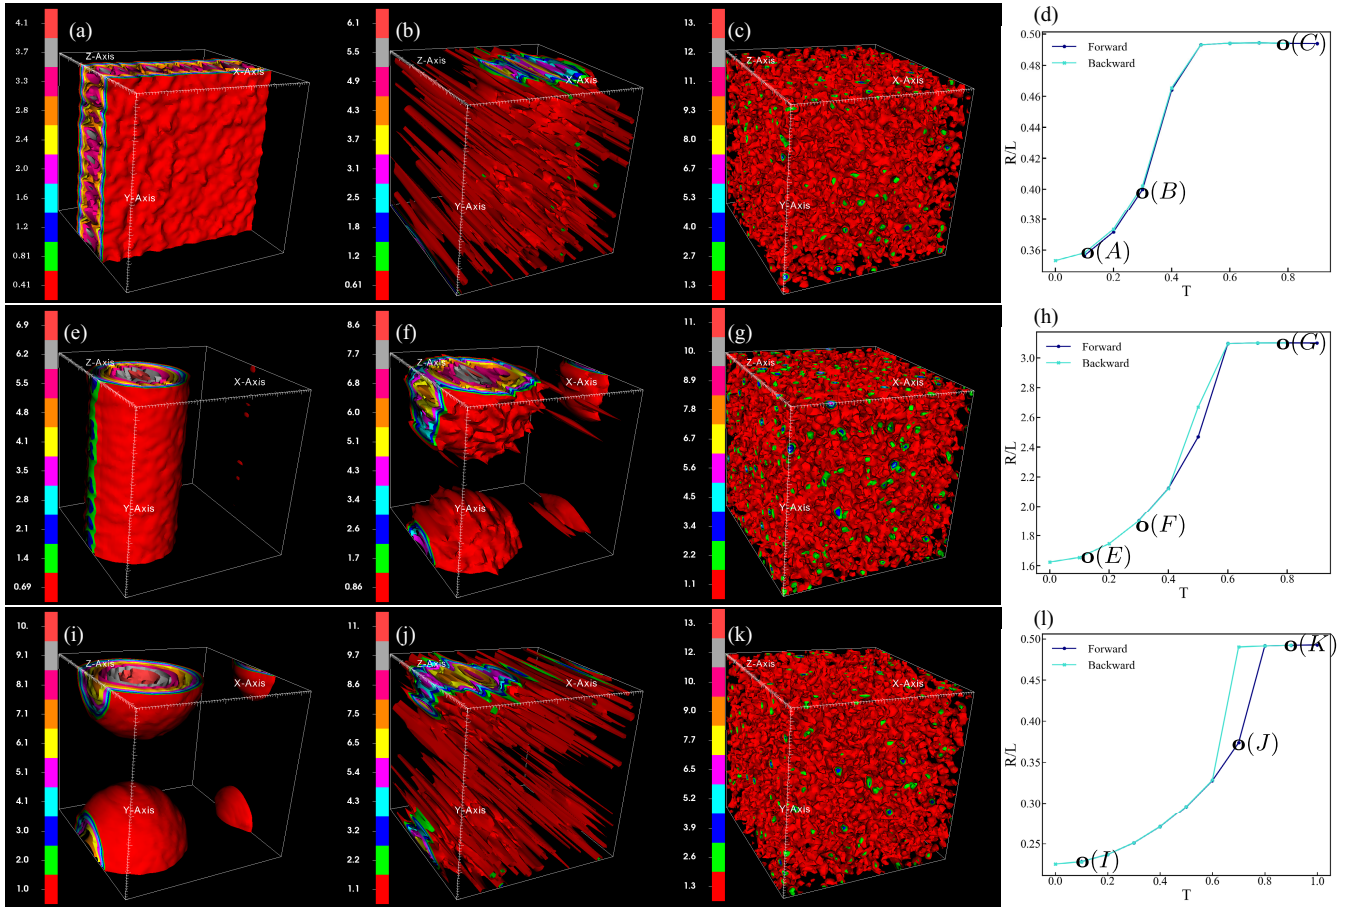 (a)
4.1
3.7
3.3
2.8
2.4
2.0
1.6
1.2
0.81
0.41
Z-Axis
X-Axis
Y-Axis
(b)
6.1
5.5
4.9
4.3
3.7
3.1
2.5
1.8
1.2
0.61
Z-Axis
X-Axis
Y-Axis
(c)
13.
12.
11.
9.3
8.0
6.7
5.3
4.0
2.7
1.3
Z-Axis
X-Axis
Y-Axis
(d)
Forward
Backward
0.50
0.48
0.46
0.44
0.42
0.40
0.38
0.36
R/L
0.0 0.2 0.4 0.6 0.8
T
(A)
(B)
(C)
(e)
6.9
6.2
5.5
4.8
4.1
3.5
2.8
2.1
1.4
0.69
Z-Axis
X-Axis
Y-Axis
(f)
8.6
7.7
6.8
6.0
5.1
4.3
3.4
2.6
1.7
0.86
Z-Axis
X-Axis
Y-Axis
(g)
11.
10.
8.9
7.8
6.7
5.6
4.5
3.4
2.2
1.1
Z-Axis
X-Axis
Y-Axis
(h)
Forward
Backward
3.0
2.8
2.6
2.4
2.2
2.0
1.8
1.6
R/L
0.0 0.2 0.4 0.6 0.8
T
(E)
(F)
(G)
(i)
10.
9.1
8.1
7.1
6.1
5.1
4.1
3.0
2.0
1.0
Z-Axis
X-Axis
Y-Axis
(j)
11.
9.7
8.6
7.5
6.5
5.4
4.3
3.2
2.2
1.1
Z-Axis
X-Axis
Y-Axis
(k)
13.
12.
10.
9.0
7.7
6.5
5.2
3.9
2.6
1.3
Z-Axis
X-Axis
Y-Axis
(l)
Forward
Backward
0.50
0.45
0.40
0.35
0.30
0.25
R/L
0.0 0.2 0.4 0.6 0.8 1.0
T
(I)
(J)
(K)